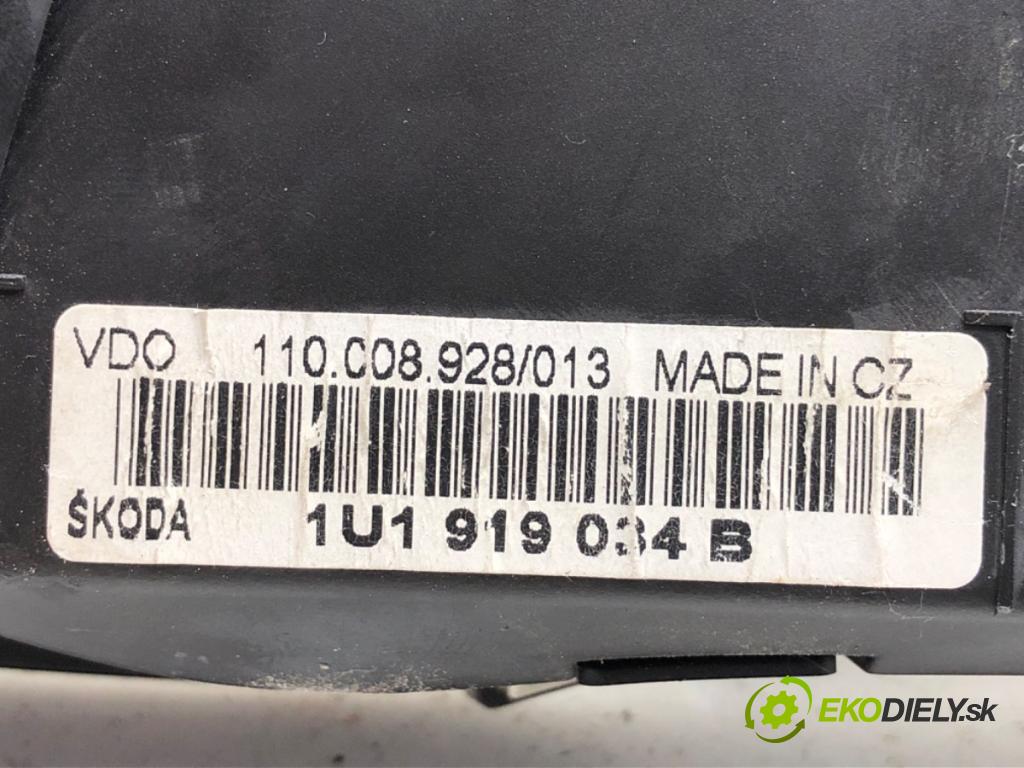 VDO 110.008.928/013 MADE IN CZ
ŠKODA 1U1 919 034 B
EKODIELY.sk